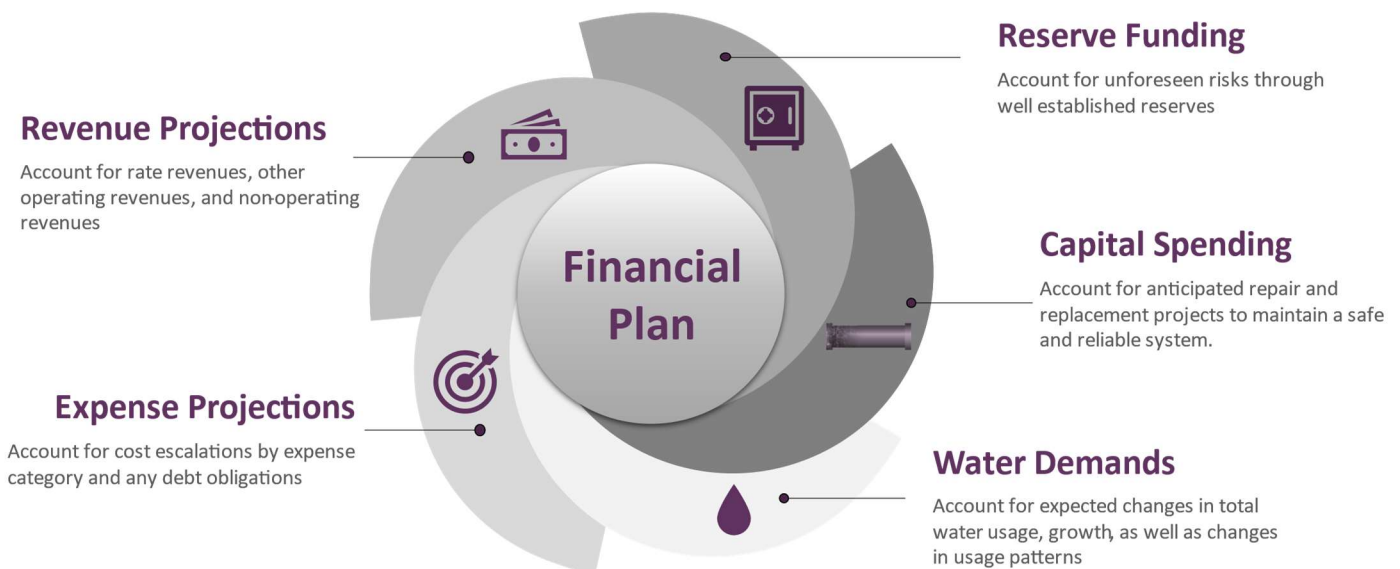 Reserve Funding
Account for unforeseen risks through
well established reserves
Revenue Projections
Account for rate revenues, other
operating revenues, and non-operating
revenues
Financial
Plan
Capital Spending
Account for anticipated repair and
replacement projects to maintain a safe
and reliable system.
Expense Projections
Account for cost escalations by expense
category and any debt obligations
Water Demands
Account for expected changes in total
water usage, growth, as well as changes
in usage patterns